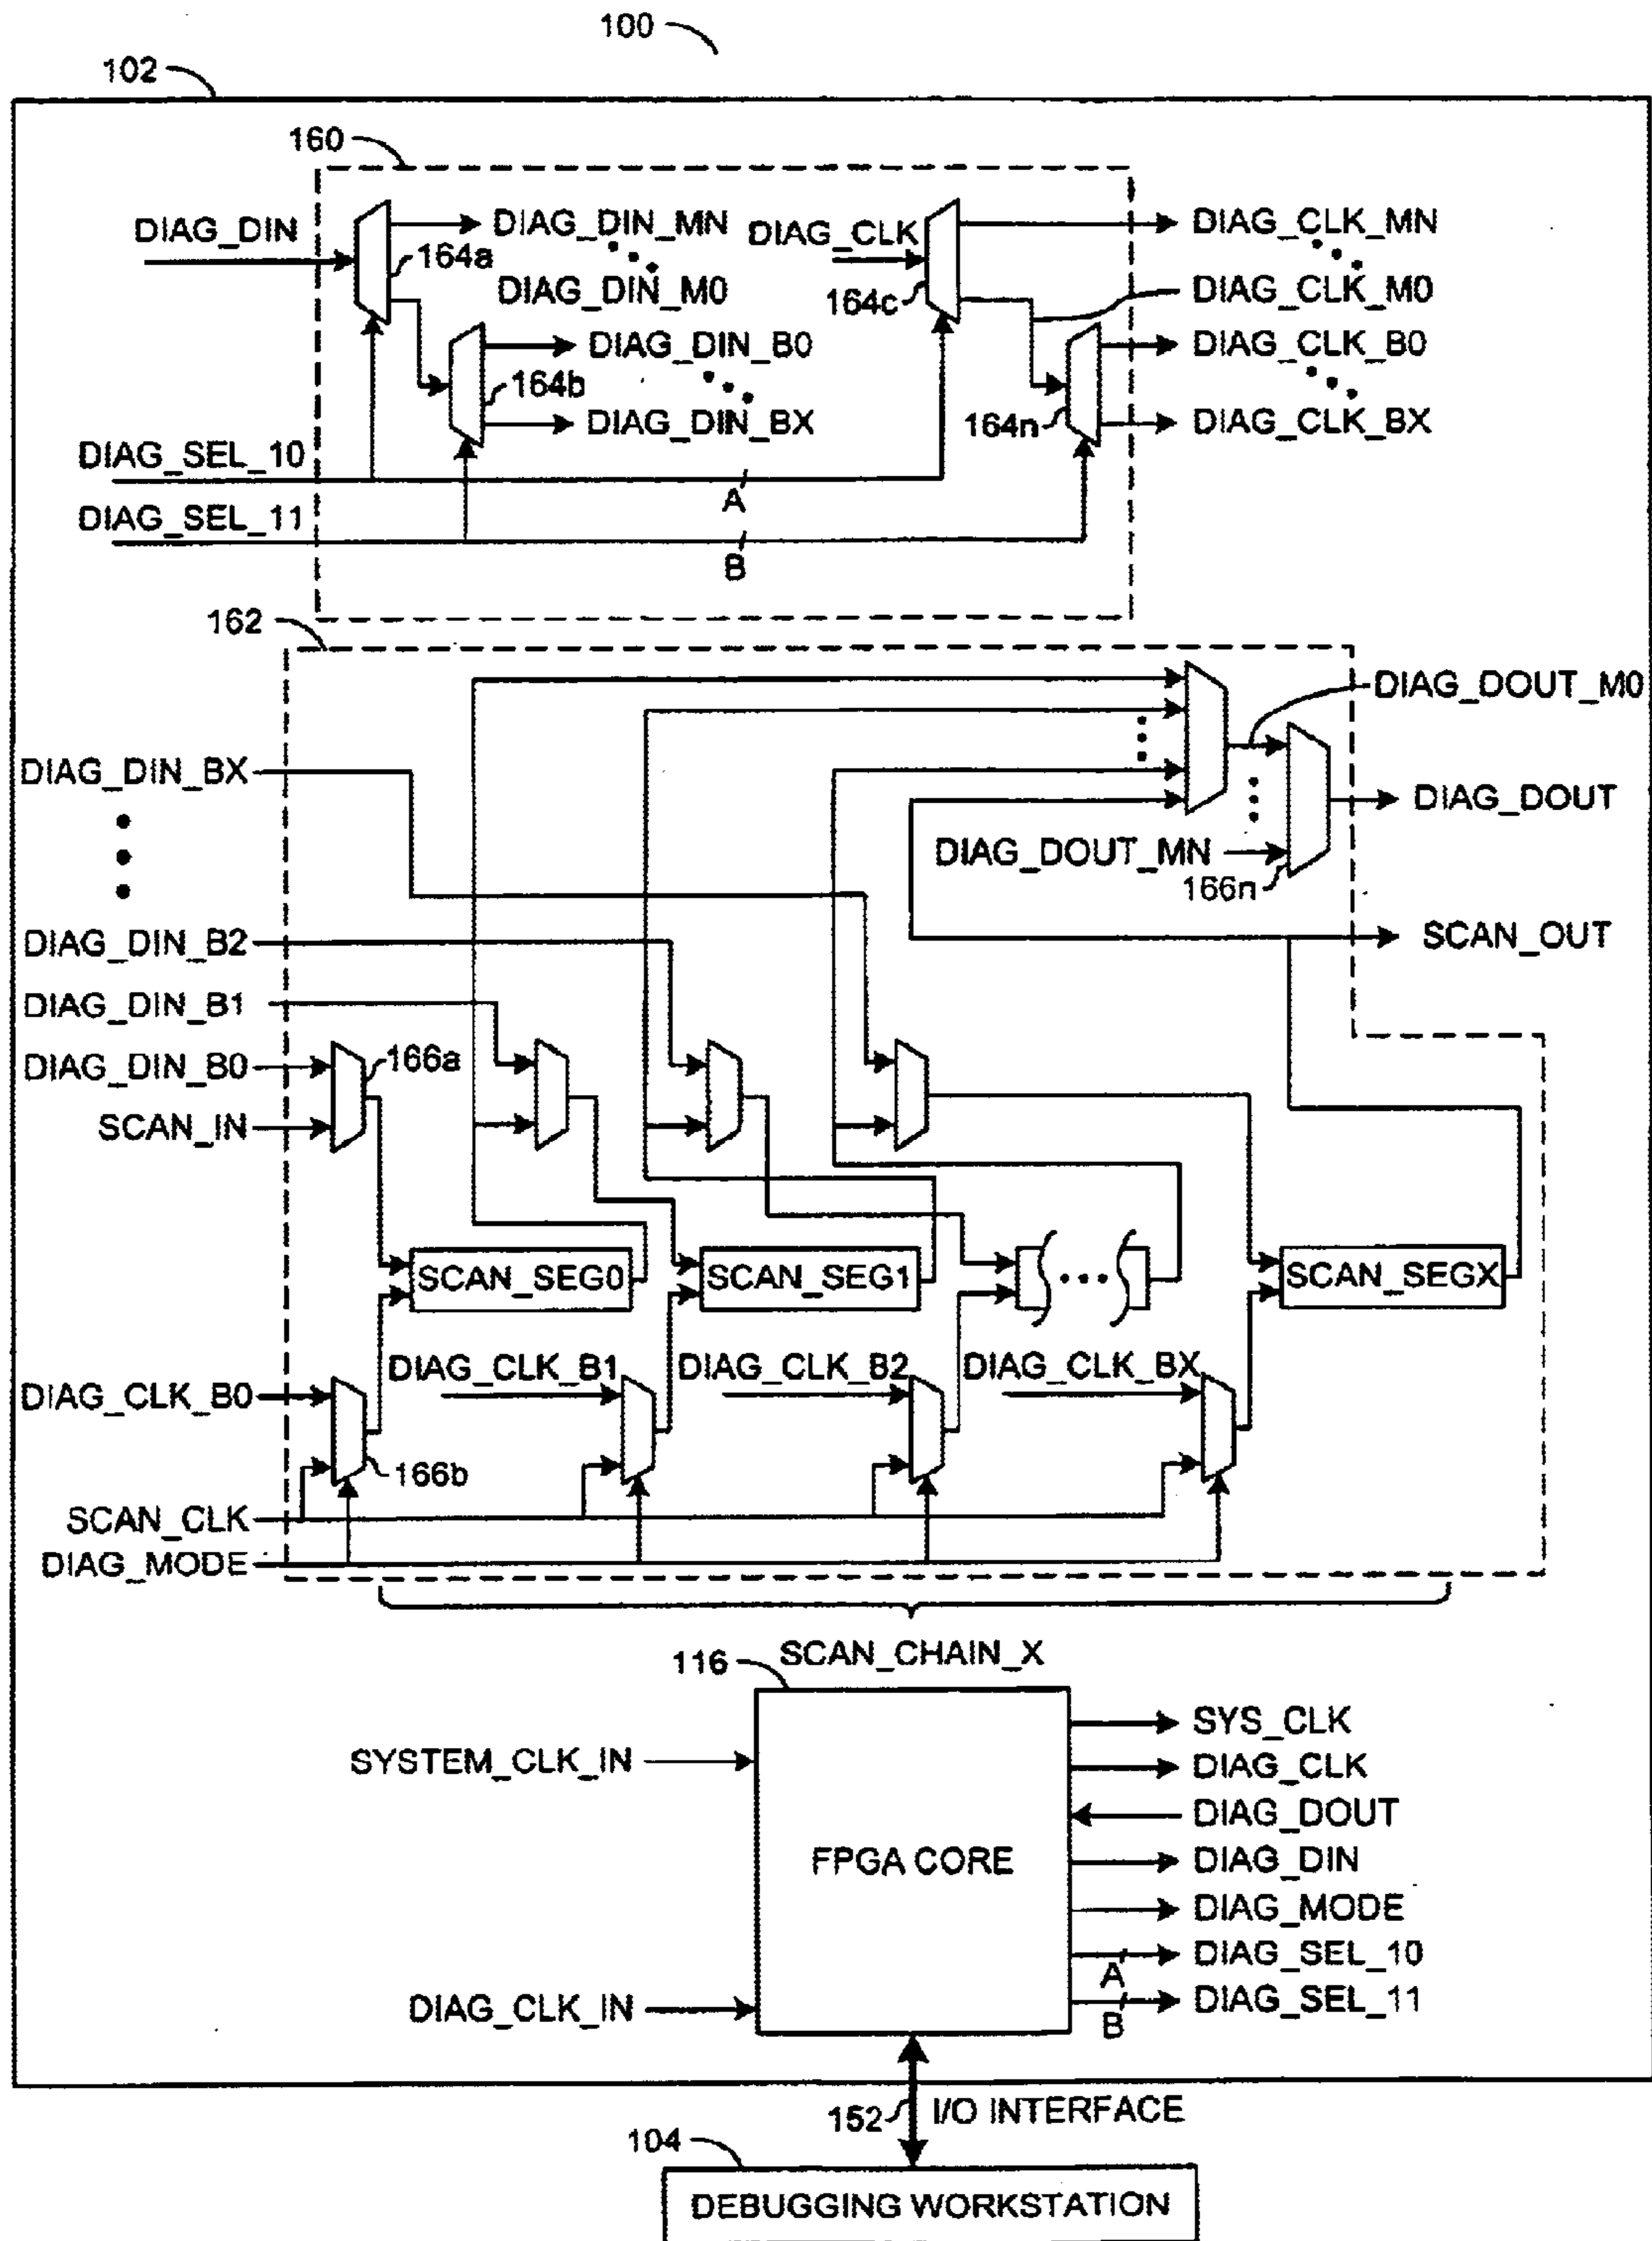 100
102
160
DIAG_DIN
DIAG_DIN_MN
DIAG_CLK
DIAG_CLK_MN
164a
DIAG_DIN_M0
164c
DIAG_CLK_M0
DIAG_DIN_B0
DIAG_CLK_B0
164b
DIAG_DIN_BX
164n
DIAG_CLK_BX
DIAG_SEL_10
A
DIAG_SEL_11
B
162
DIAG_DOUT_M0
DIAG_DIN_BX
DIAG_DOUT
DIAG_DOUT_MN
166n
DIAG_DIN_B2
SCAN_OUT
DIAG_DIN_B1
DIAG_DIN_B0
166a
SCAN_IN
SCAN_SEG0
SCAN_SEG1
SCAN_SEGX
DIAG_CLK_B1
DIAG_CLK_B2
DIAG_CLK_BX
DIAG_CLK_B0
166b
SCAN_CLK
DIAG_MODE
SCAN_CHAIN_X
116
SYS_CLK
SYSTEM_CLK_IN
DIAG_CLK
DIAG_DOUT
FPGA CORE
DIAG_DIN
DIAG_MODE
DIAG_SEL_10
A
DIAG_CLK_IN
DIAG_SEL_11
B
152
I/O INTERFACE
104
DEBUGGING WORKSTATION